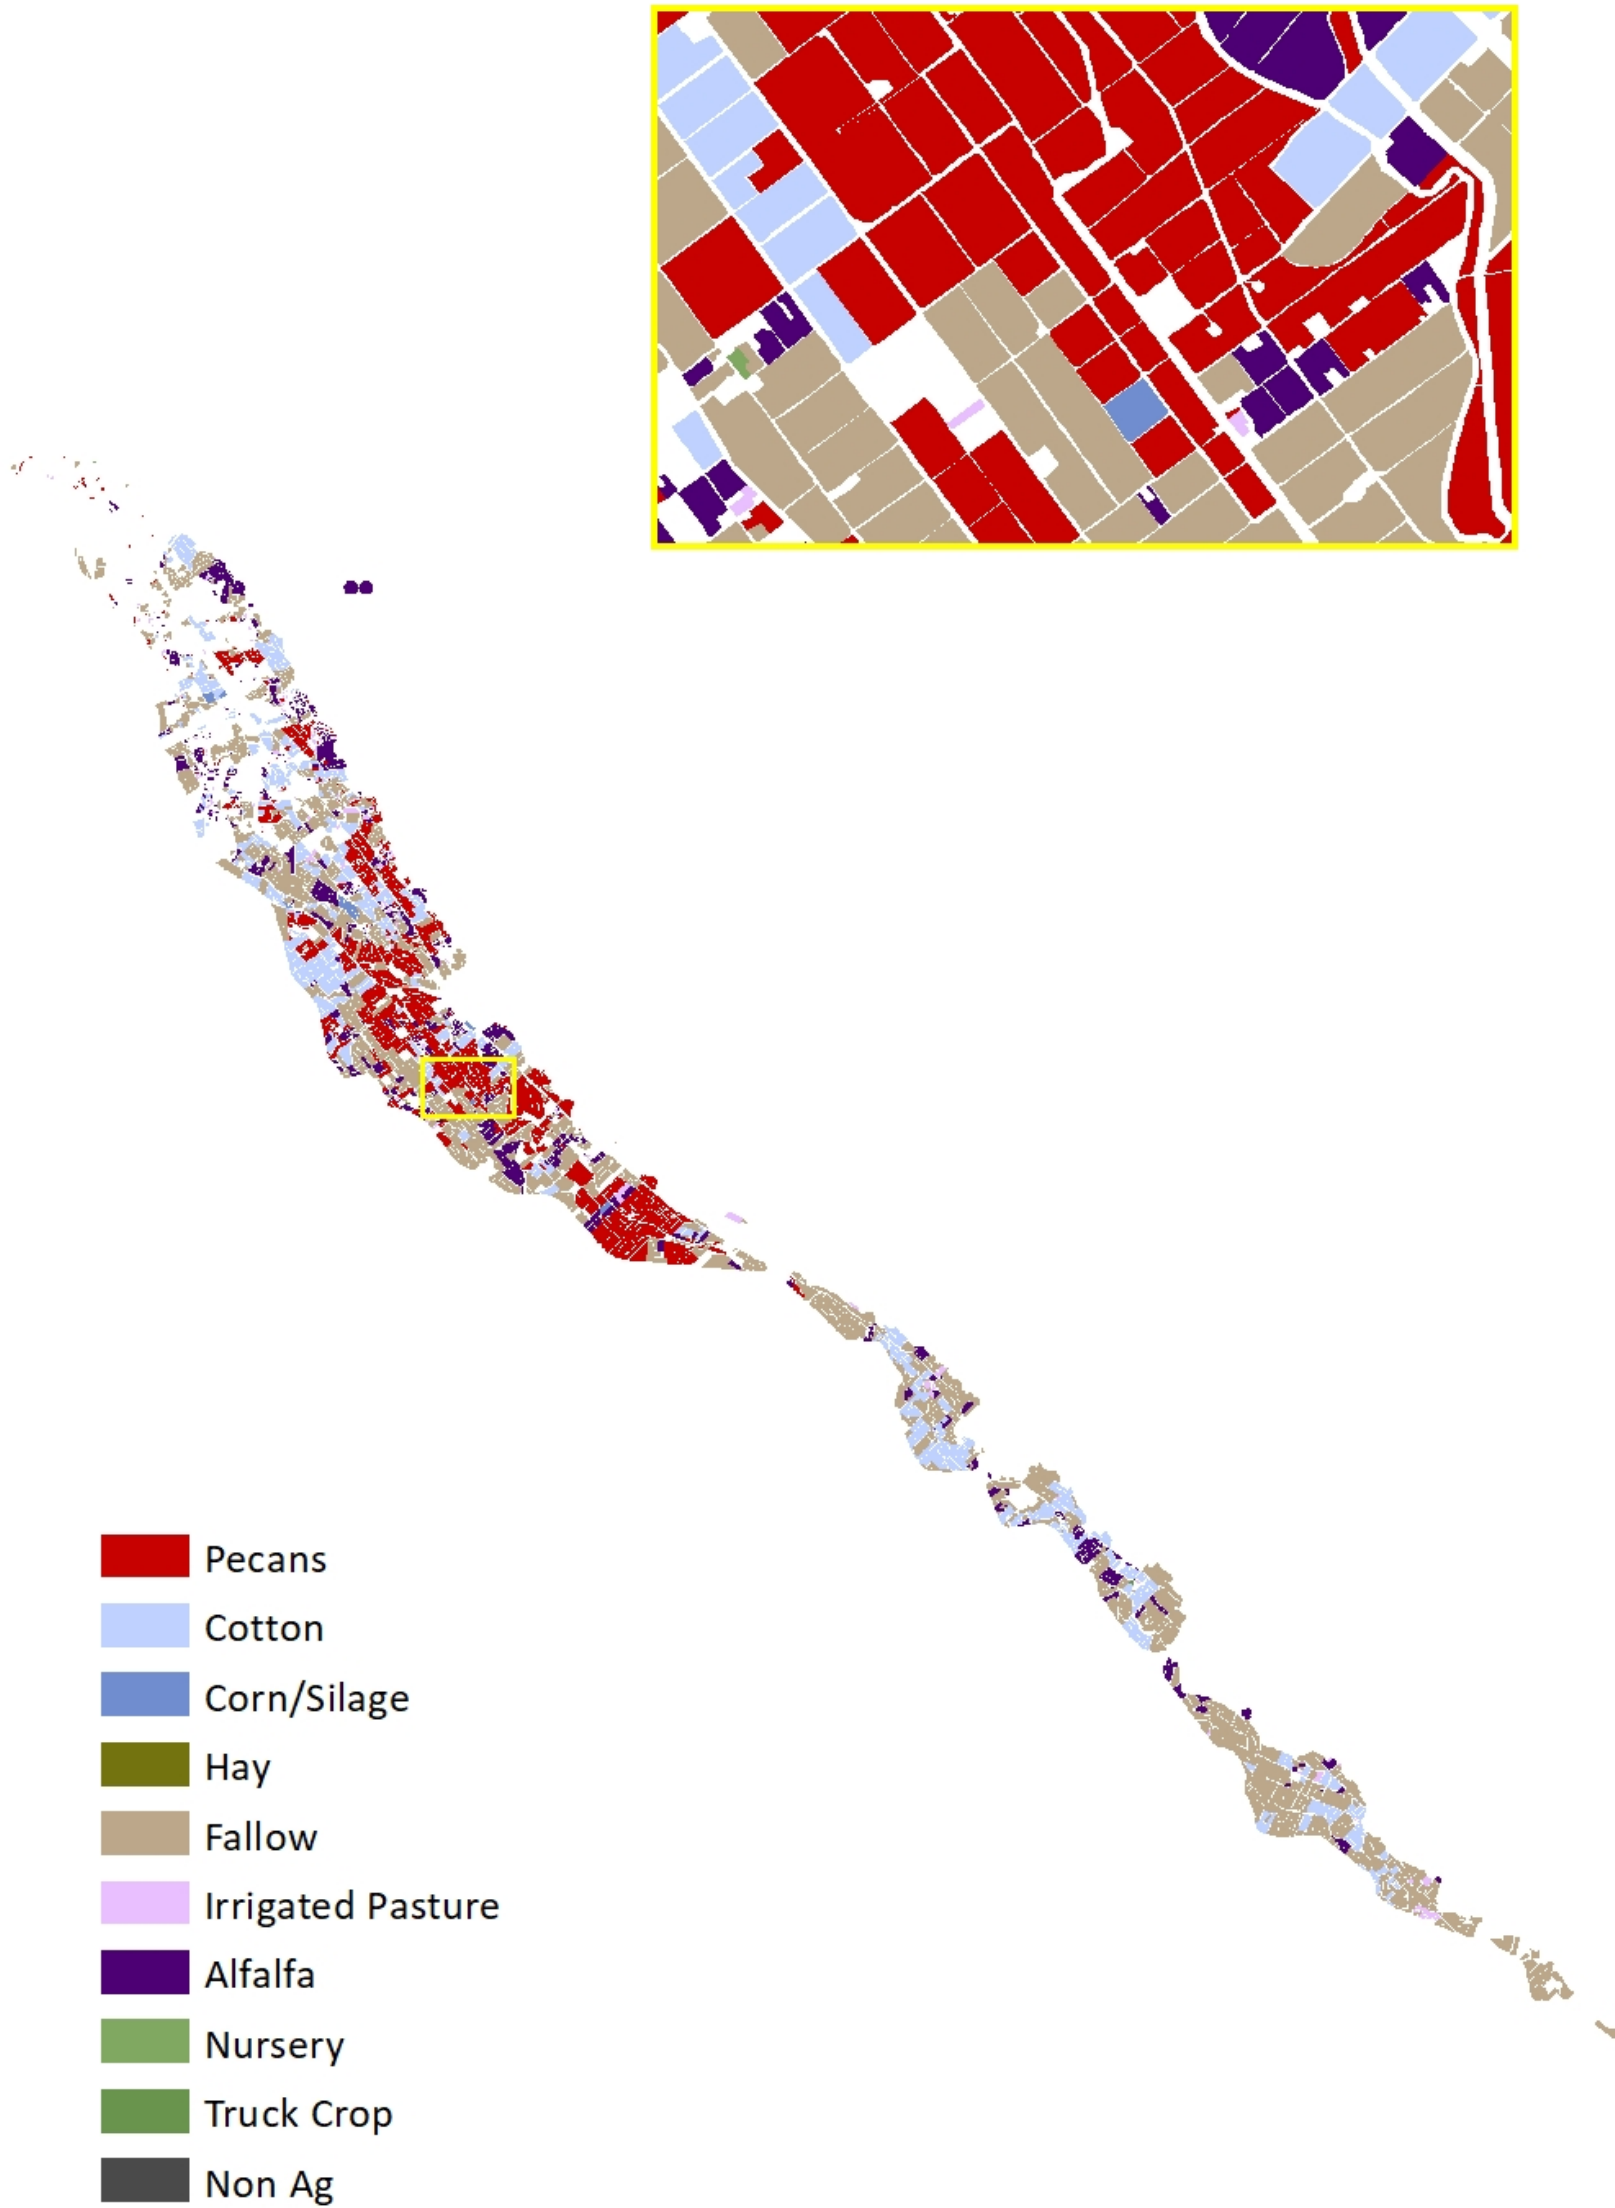 Pecans
Cotton
Corn/Silage
Hay
Fallow
Irrigated Pasture
Alfalfa
Nursery
Truck Crop
Non Ag